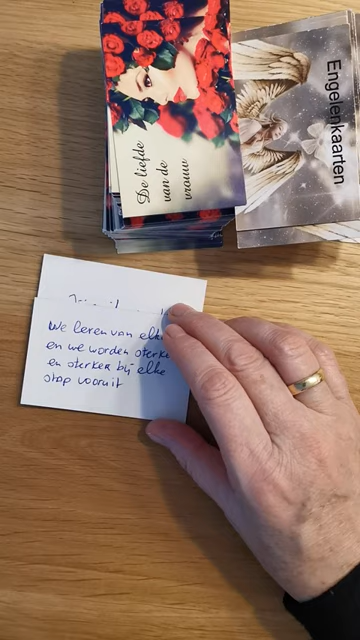 De liefde
van de
vrouw
Engelenkaarten
We leren van elke
en we worden sterker
en sterker bij elke
stap vooruit